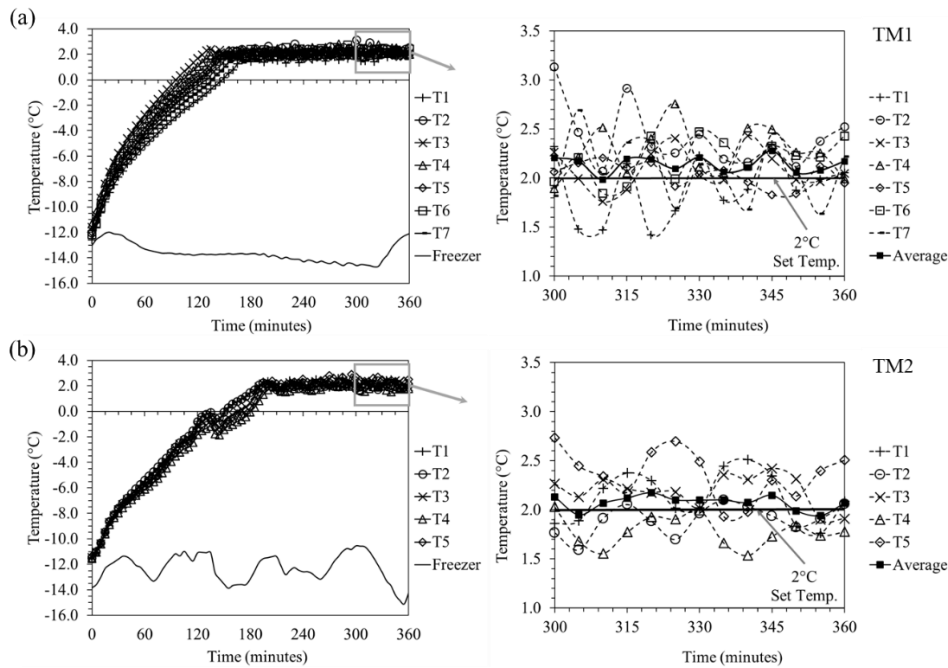 (a)
4.0
2.0
0.0
-2.0
-4.0
-6.0
-8.0
-10.0
-12.0
-14.0
-16.0
Temperature (°C)
0 60 120 180 240 300 360
Time (minutes)
T1
T2
T3
T4
T5
T6
T7
Freezer
TM1
3.5
3.0
2.5
2.0
1.5
1.0
Temperature (°C)
300 315 330 345 360
Time (minutes)
2°C
Set Temp.
T1
T2
T3
T4
T5
T6
T7
Average
(b)
4.0
2.0
0.0
-2.0
-4.0
-6.0
-8.0
-10.0
-12.0
-14.0
-16.0
Temperature (°C)
0 60 120 180 240 300 360
Time (minutes)
T1
T2
T3
T4
T5
Freezer
TM2
3.5
3.0
2.5
2.0
1.5
1.0
Temperature (°C)
300 315 330 345 360
Time (minutes)
2°C
Set Temp.
T1
T2
T3
T4
T5
Average